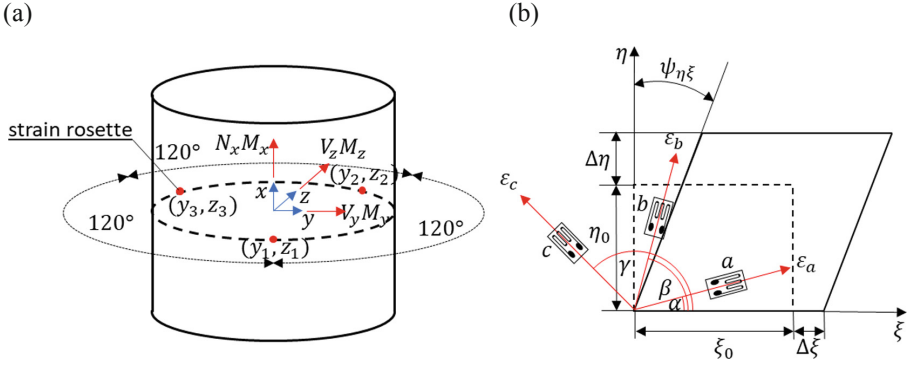 (a)
strain rosette
120°
N_x M_x
V_z M_z
(y_2, z_2)
x
z
(y_3, z_3)
y
V_y M_y
120°
(y_1, z_1)
120°
(b)
η
ψ_ηξ
Δη
ε_b
ε_c
b
η_0
c
γ
a
ε_a
β
α
ξ_0
Δξ
ξ